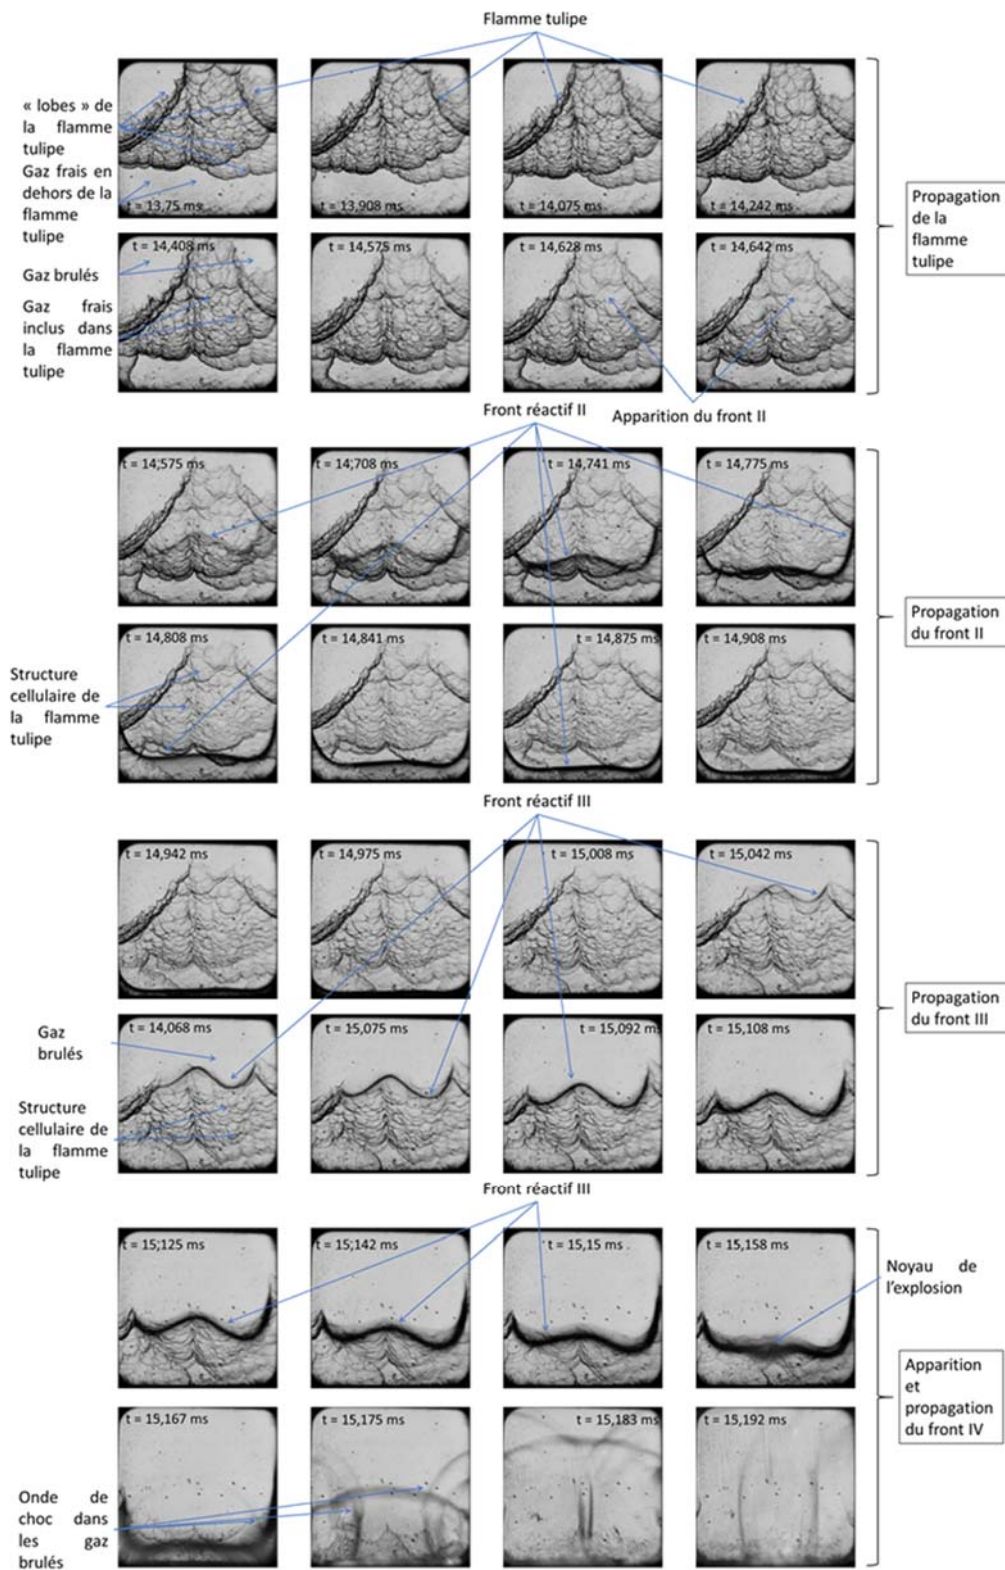 Flamme tulipe
« lobes » de
la flamme
tulipe
Gaz frais en
dehors de la
flamme
tulipe
t = 13,75 ms
t = 13,908 ms
t = 14,075 ms
t = 14,242 ms
Propagation
de la
flamme
tulipe
t = 14,408 ms
t = 14,575 ms
t = 14,628 ms
t = 14,642 ms
Gaz brulés
Gaz frais
inclus dans
la flamme
tulipe
Front réactif II
Apparition du front II
t = 14,575 ms
t = 14,708 ms
t = 14,741 ms
t = 14,775 ms
Propagation
du front II
t = 14,808 ms
t = 14,841 ms
t = 14,875 ms
t = 14,908 ms
Structure
cellulaire de
la flamme
tulipe
Front réactif III
t = 14,942 ms
t = 14,975 ms
t = 15,008 ms
t = 15,042 ms
Propagation
du front III
t = 14,068 ms
t = 15,075 ms
t = 15,092 ms
t = 15,108 ms
Gaz
brulés
Structure
cellulaire de
la flamme
tulipe
Front réactif III
t = 15,125 ms
t = 15,142 ms
t = 15,15 ms
t = 15,158 ms
Noyau de
l'explosion
Apparition
et
propagation
du front IV
t = 15,167 ms
t = 15,175 ms
t = 15,183 ms
t = 15,192 ms
Onde de
choc dans
les gaz
brulés